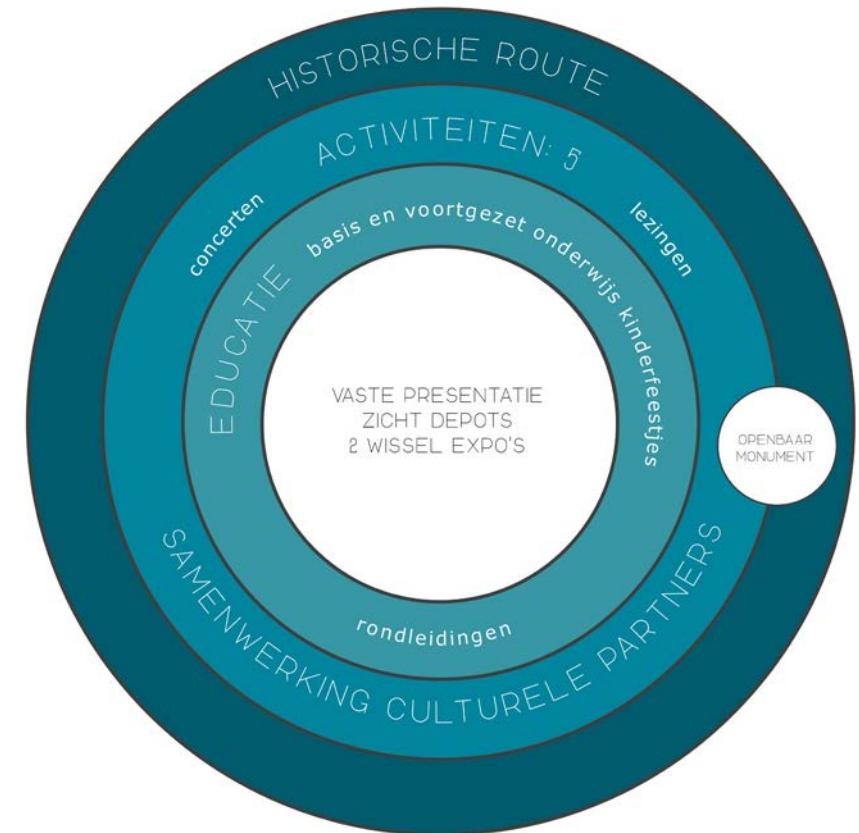 HISTORISCHE ROUTE
ACTIVITEITEN: 5
concerten
lezingen
basis en voortgezet onderwijs kinderfeestjes
EDUCATIE
VASTE PRESENTATIE
ZICHT DEPOTS
2 WISSEL EXPO'S
OPENBAAR
MONUMENT
rondleidingen
SAMENWERKING CULTURELE PARTNERS